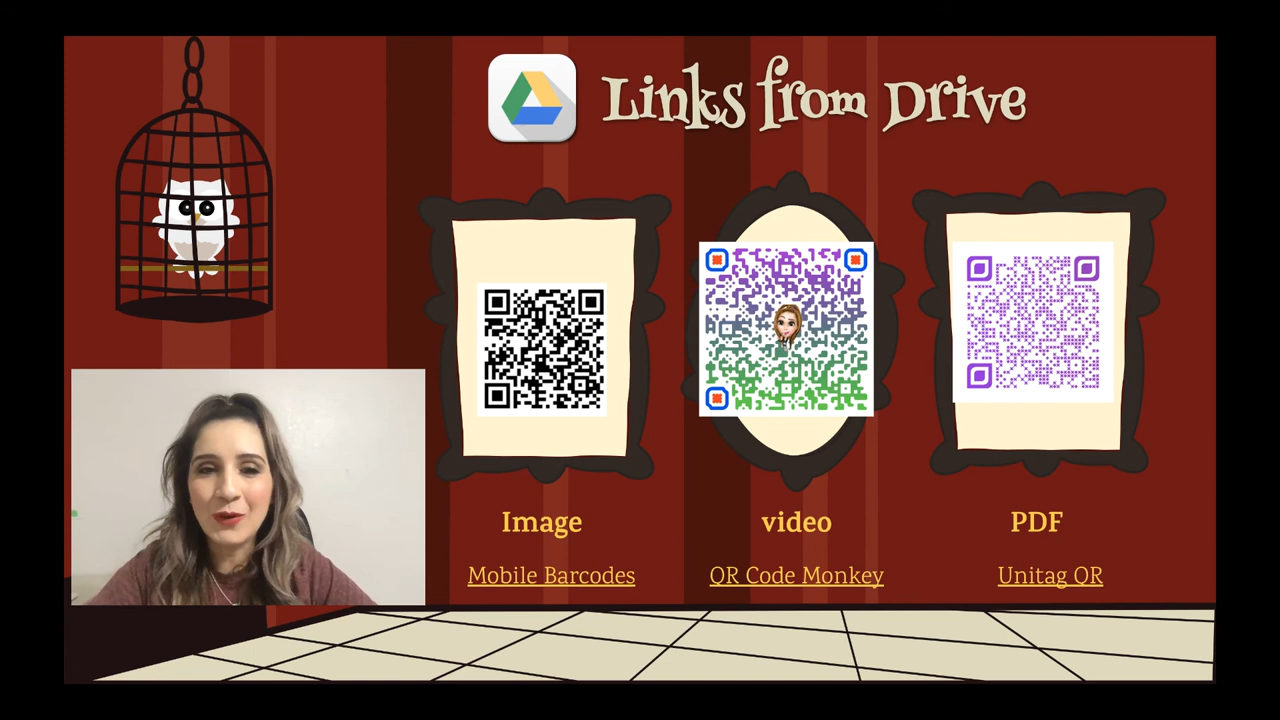 Links from Drive
Image
video
PDF
Mobile Barcodes
QR Code Monkey
Unitag QR